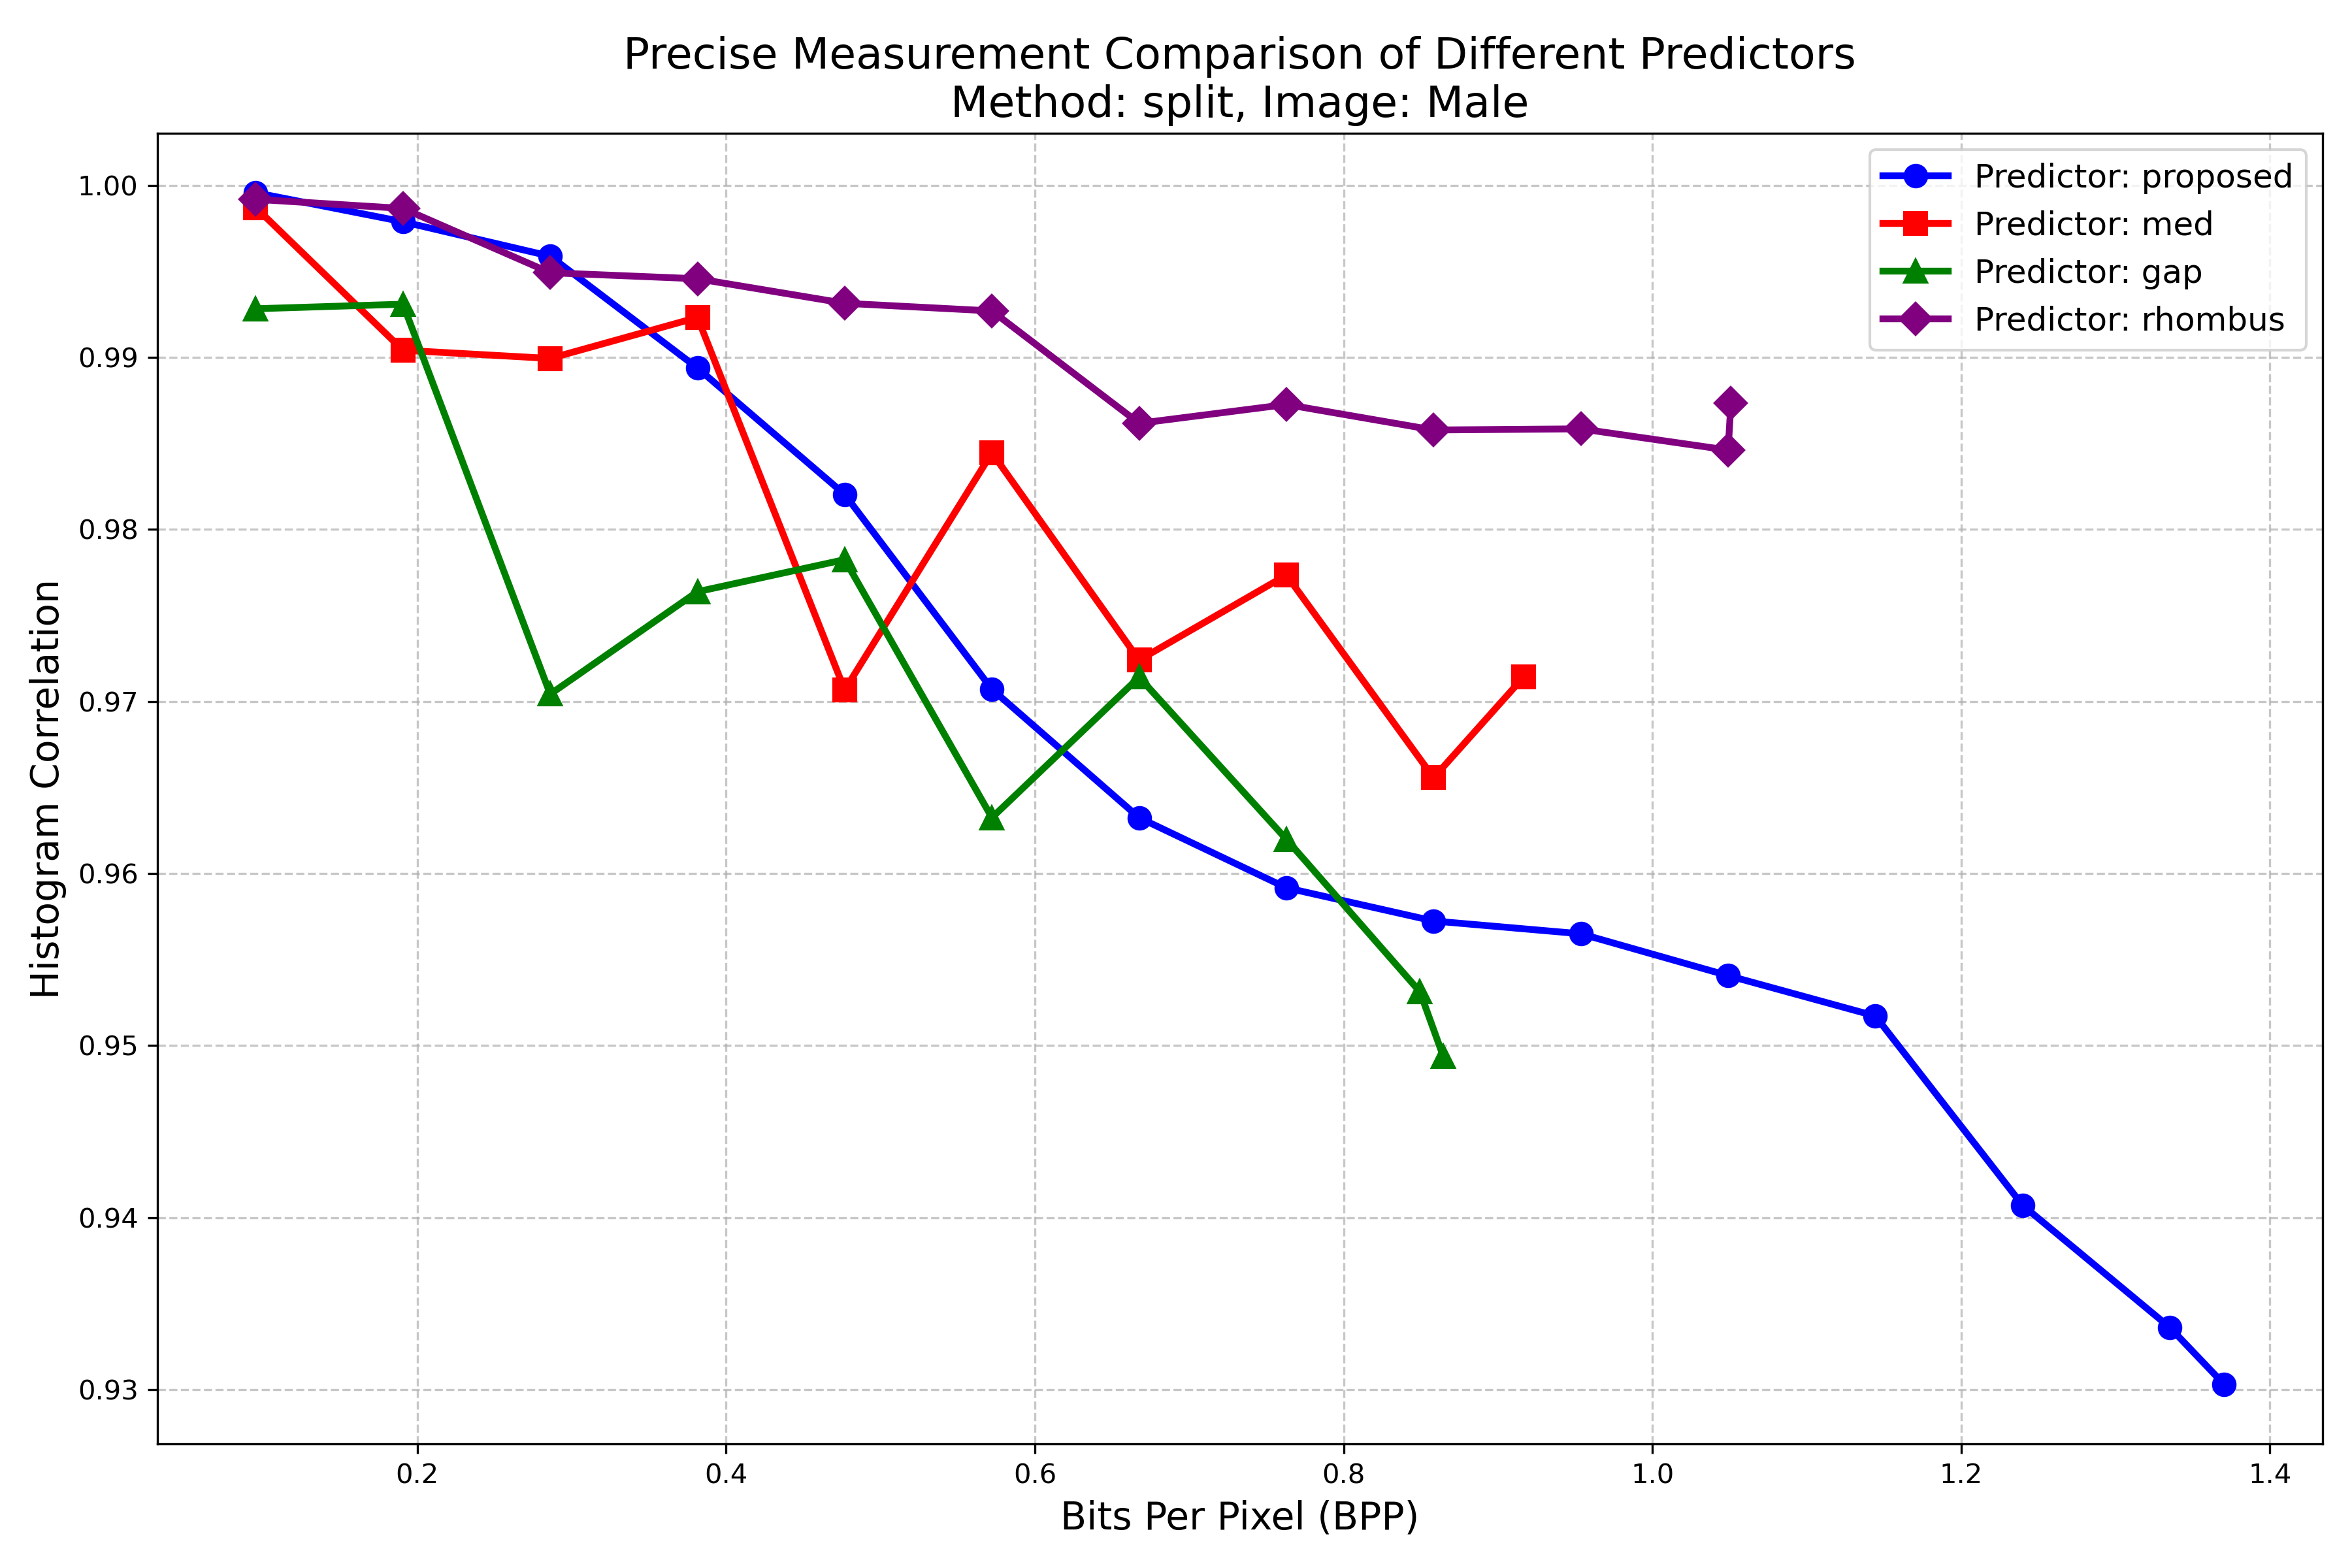 Precise Measurement Comparison of Different Predictors
Method: split, Image: Male
Predictor: proposed
Predictor: med
Predictor: gap
Predictor: rhombus
Histogram Correlation
1.00
0.99
0.98
0.97
0.96
0.95
0.94
0.93
0.2 0.4 0.6 0.8 1.0 1.2 1.4
Bits Per Pixel (BPP)